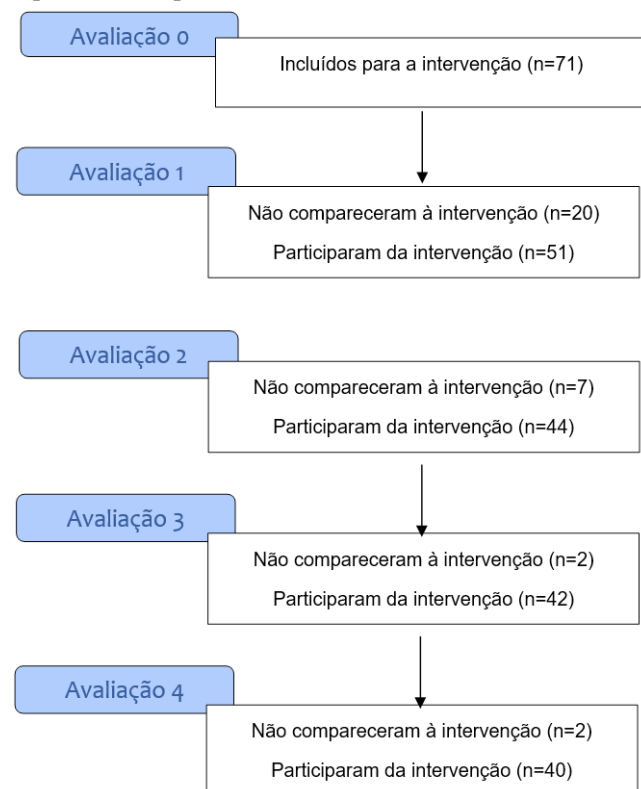 Avaliação 0
Incluídos para a intervenção (n=71)
Avaliação 1
Não compareceram à intervenção (n=20)
Participaram da intervenção (n=51)
Avaliação 2
Não compareceram à intervenção (n=7)
Participaram da intervenção (n=44)
Avaliação 3
Não compareceram à intervenção (n=2)
Participaram da intervenção (n=42)
Avaliação 4
Não compareceram à intervenção (n=2)
Participaram da intervenção (n=40)